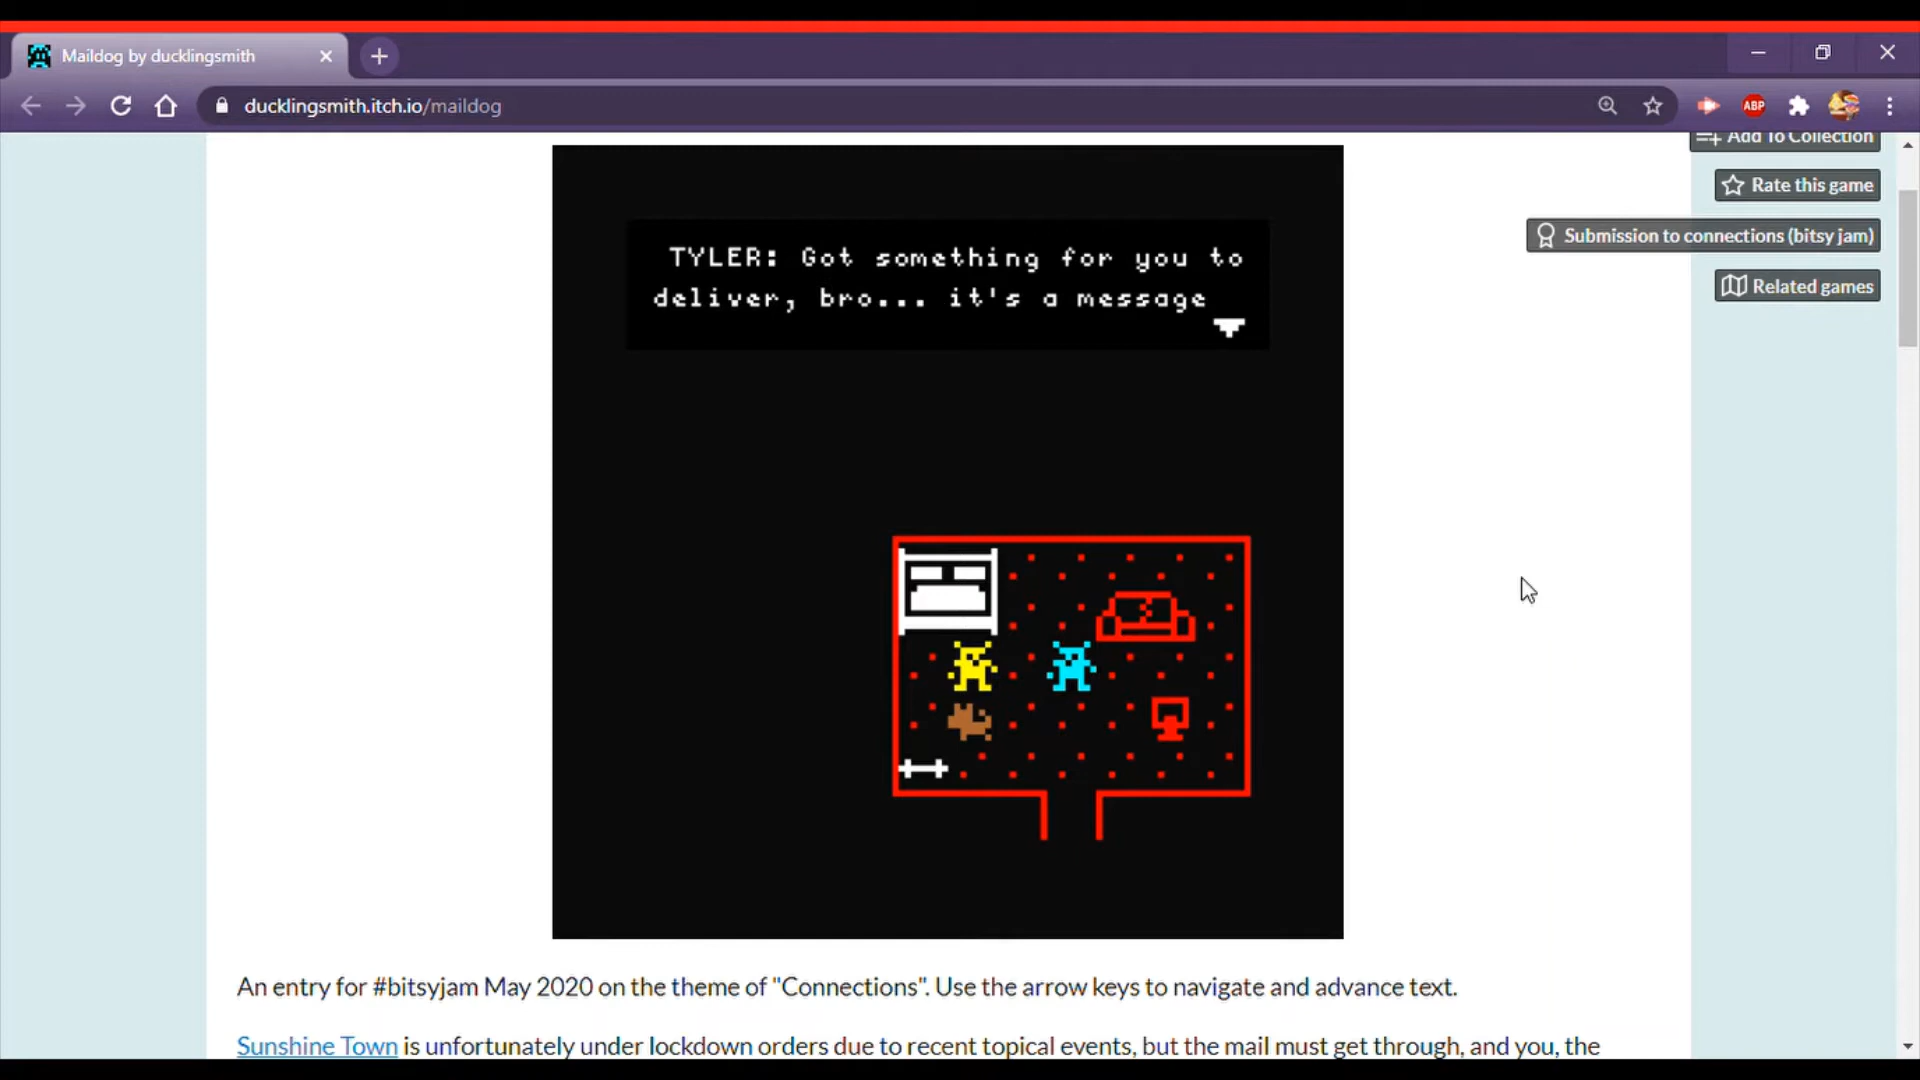 Maildog by ducklingsmith
ducklingsmith.itch.io/maildog
ABP
Add To Collection
Rate this game
Submission to connections (bitsy jam)
Related games
TYLER: Got something for you to
deliver, bro... it's a message
An entry for #bitsyjam May 2020 on the theme of "Connections". Use the arrow keys to navigate and advance text.
Sunshine Town is unfortunately under lockdown orders due to recent topical events, but the mail must get through, and you, the